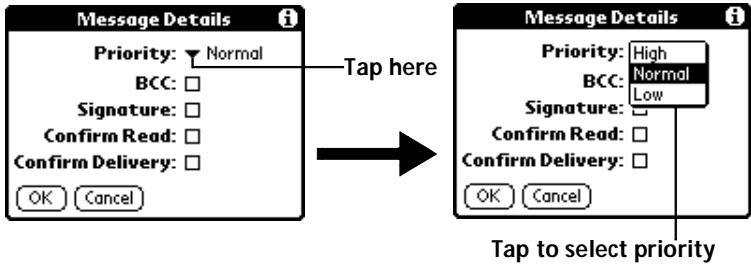 Message Details i
Priority: Normal
BCC:
Signature:
Confirm Read:
Confirm Delivery:
OK Cancel
Tap here
Message Details i
Priority: High
Normal
Low
BCC:
Signature:
Confirm Read:
Confirm Delivery:
OK Cancel
Tap to select priority